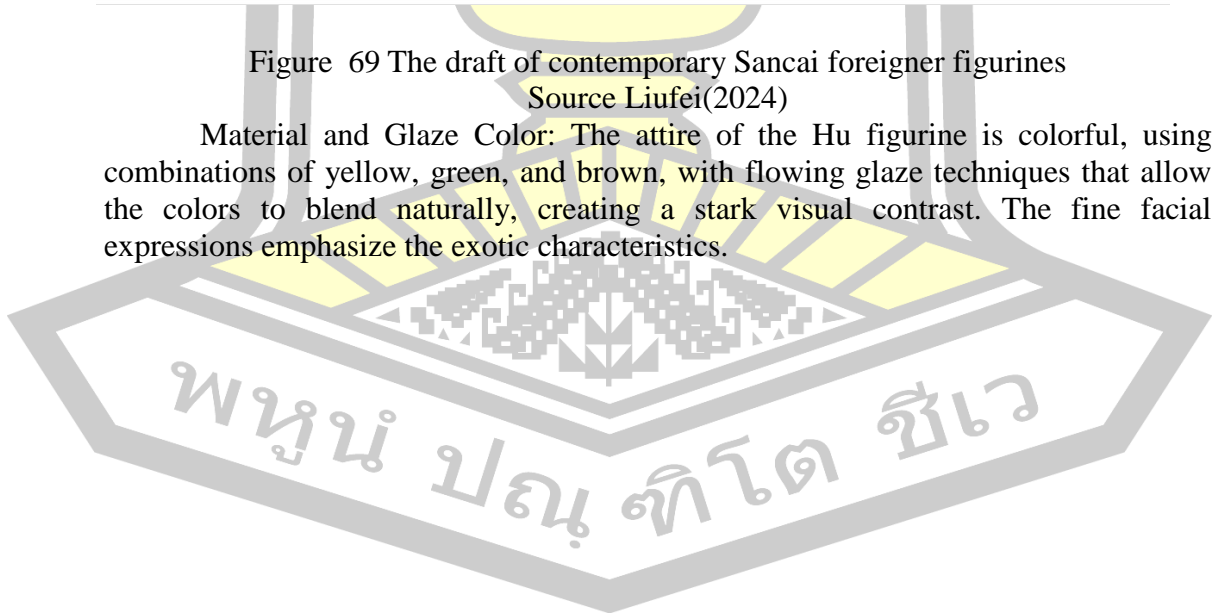 Figure 69 The draft of contemporary Sancai foreigner figurines
Source Liufei(2024)
Material and Glaze Color: The attire of the Hu figurine is colorful, using
combinations of yellow, green, and brown, with flowing glaze techniques that allow
the colors to blend naturally, creating a stark visual contrast. The fine facial
expressions emphasize the exotic characteristics.
พหูนํ ปณฺฑิโต ชีเว